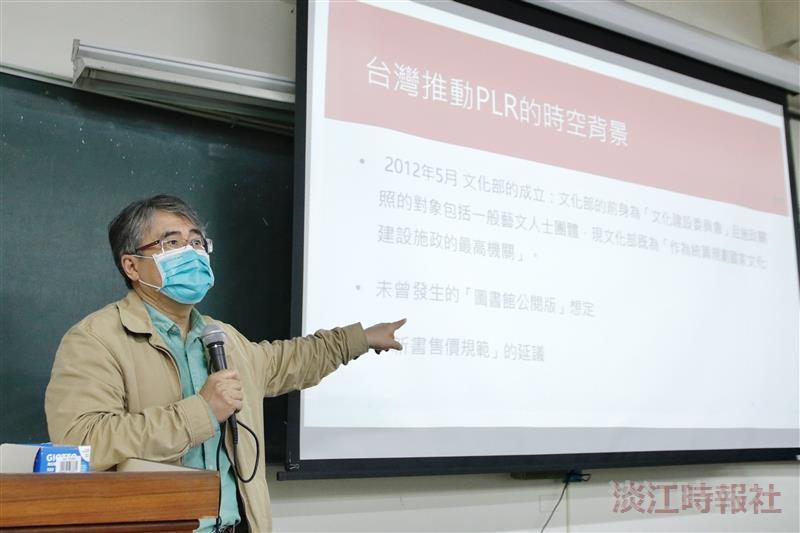 台灣推動PLR的時空背景
• 2012年5月 文化部的成立：文化部的前身為「文化建設委員會」且施政關
照的對象包括一般藝文人士團體，現文化部既為「作為統籌規劃國家文化
建設施政的最高機關」。
• 未曾發生的「圖書館公開版」想定
新書售價規範」的延議
GIOZZO
淡江時報社